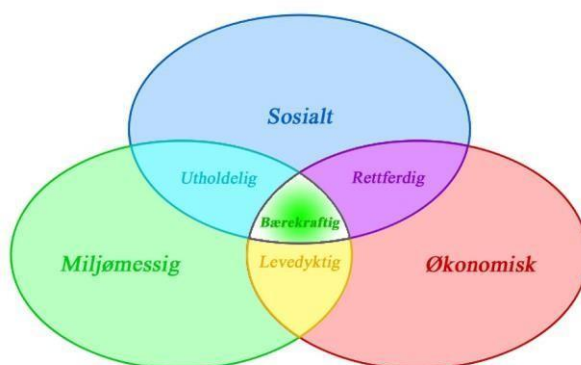 Sosialt
Utholdelig
Rettferdig
Bærekraftig
Miljømessig
Levedyktig
Økonomisk